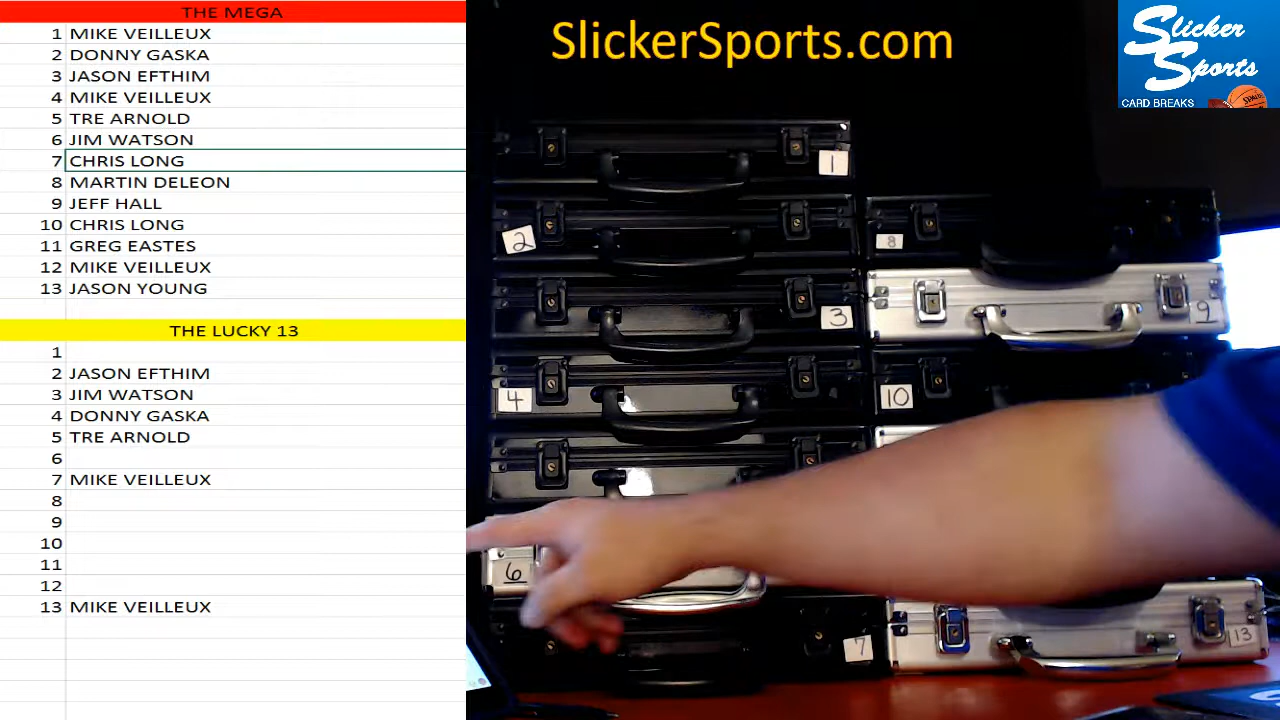 THE MEGA
1 MIKE VEILLEUX
2 DONNY GASKA
3 JASON EFTHIM
4 MIKE VEILLEUX
5 TRE ARNOLD
6 JIM WATSON
7 CHRIS LONG
8 MARTIN DELEON
9 JEFF HALL
10 CHRIS LONG
11 GREG EASTES
12 MIKE VEILLEUX
13 JASON YOUNG
THE LUCKY 13
1
2 JASON EFTHIM
3 JIM WATSON
4 DONNY GASKA
5 TRE ARNOLD
6
7 MIKE VEILLEUX
8
9
10
11
12
13 MIKE VEILLEUX
SlickerSports.com
Slicker
Sports
CARD BREAKS
SPALDING
1
2
3
4
6
7
8
9
10
13